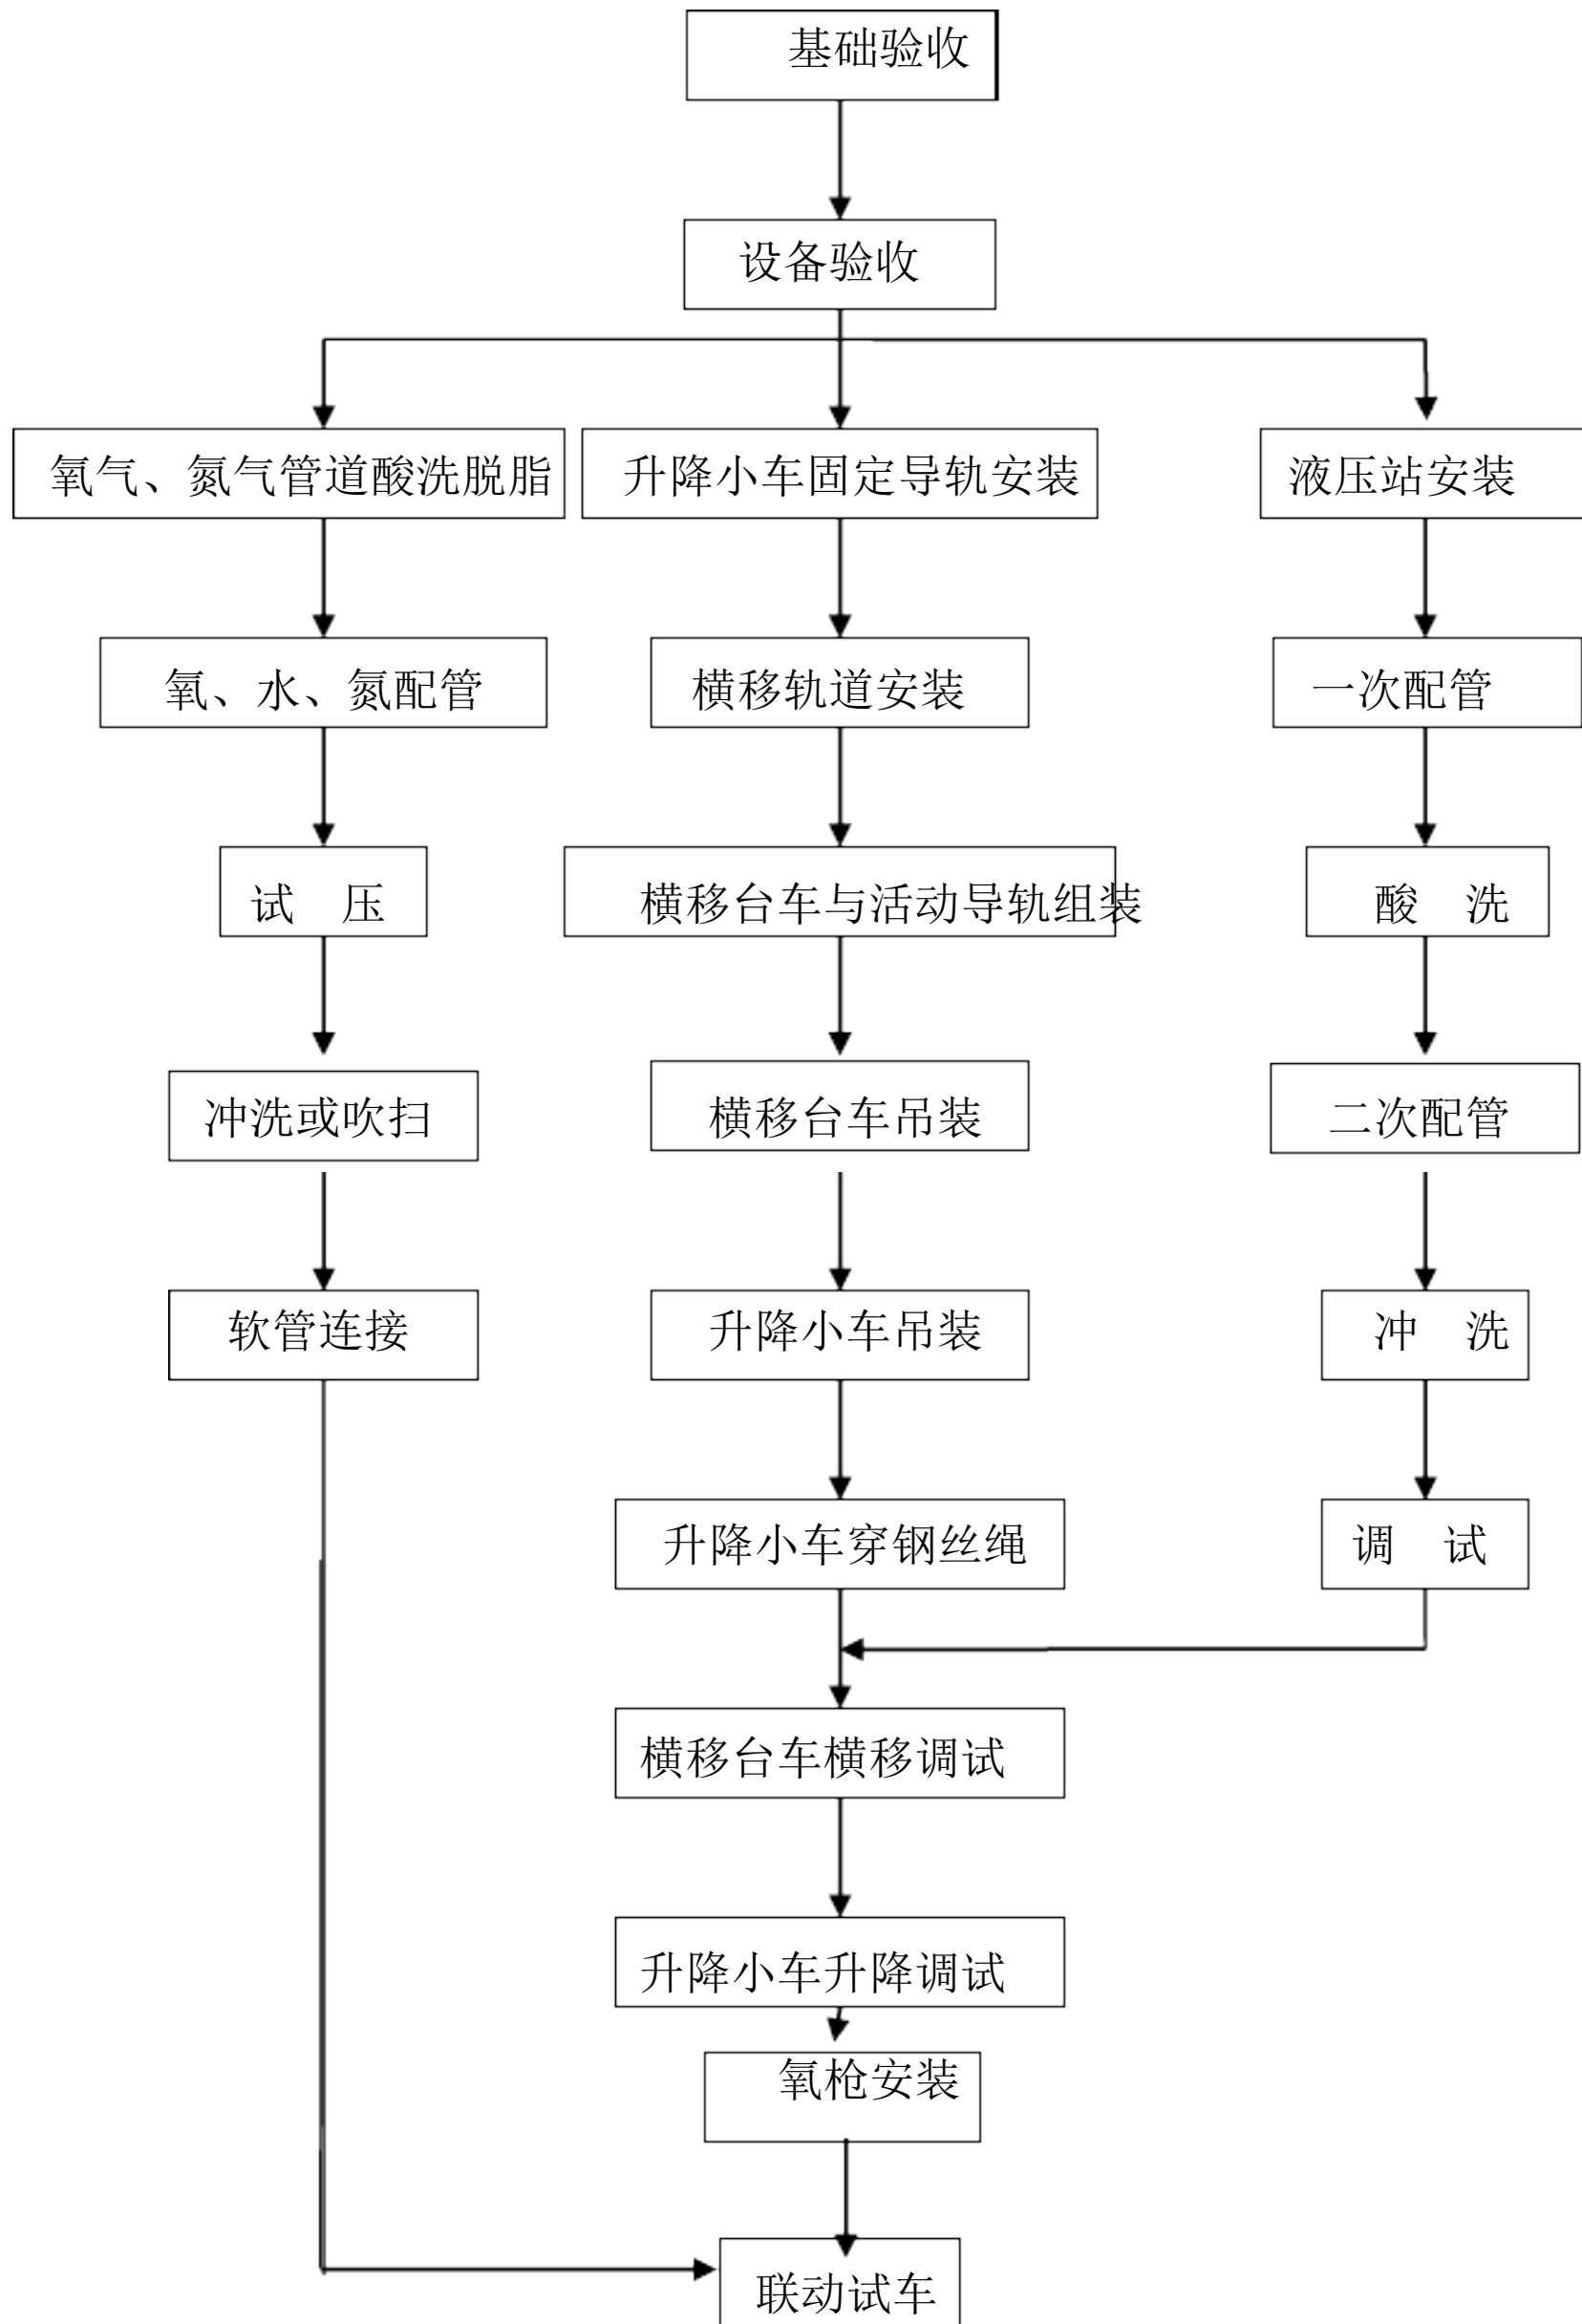 基础验收
设备验收
氧气、氮气管道酸洗脱脂
升降小车固定导轨安装
液压站安装
氧、水、氮配管
横移轨道安装
一次配管
试 压
横移台车与活动导轨组装
酸 洗
冲洗或吹扫
横移台车吊装
二次配管
软管连接
升降小车吊装
冲 洗
升降小车穿钢丝绳
调 试
横移台车横移调试
升降小车升降调试
氧枪安装
联动试车